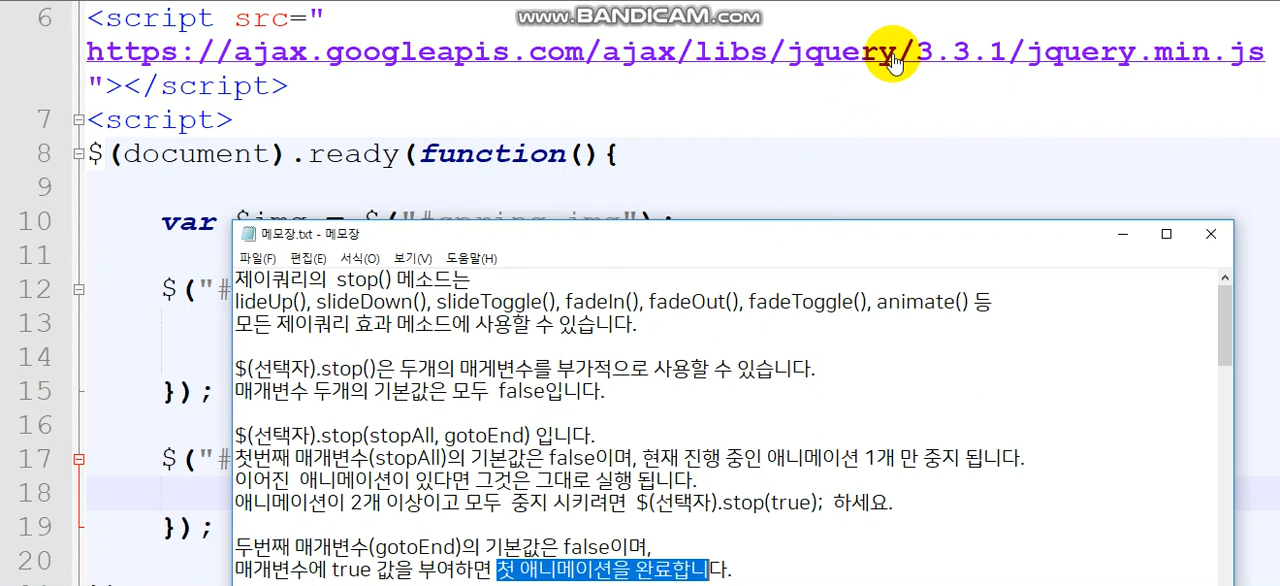 www.BANDICAM.com
6 <script src="
https://ajax.googleapis.com/ajax/libs/jquery/3.3.1/jquery.min.js
"></script>
7 <script>
8 $(document).ready(function(){
9
10 var $img = $("#spring_img");
11
12 $("#
13
14
15 });
16
17 $("#
18
19 });
20
메모장.txt - 메모장
파일(F) 편집(E) 서식(O) 보기(V) 도움말(H)
제이쿼리의 stop() 메소드는
lideUp(), slideDown(), slideToggle(), fadeIn(), fadeOut(), fadeToggle(), animate() 등
모든 제이쿼리 효과 메소드에 사용할 수 있습니다.
$(선택자).stop()은 두개의 매게변수를 부가적으로 사용할 수 있습니다.
매개변수 두개의 기본값은 모두 false입니다.
$(선택자).stop(stopAll, gotoEnd) 입니다.
첫번째 매개변수(stopAll)의 기본값은 false이며, 현재 진행 중인 애니메이션 1개 만 중지 됩니다.
이어진 애니메이션이 있다면 그것은 그대로 실행 됩니다.
애니메이션이 2개 이상이고 모두 중지 시키려면 $(선택자).stop(true); 하세요.
두번째 매개변수(gotoEnd)의 기본값은 false이며,
매개변수에 true 값을 부여하면 첫 애니메이션을 완료합니다.